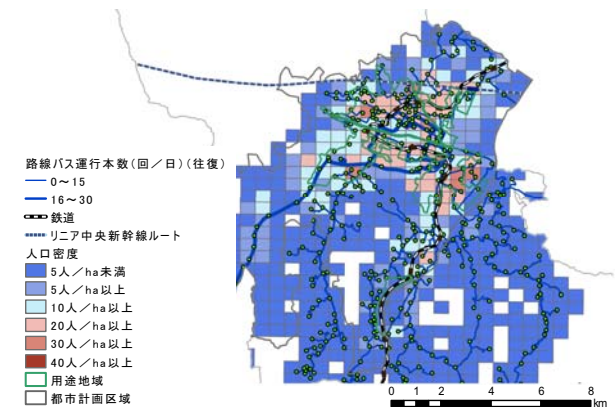 路線バス運行本数(回／日)(往復)
0～15
16～30
鉄道
リニア中央新幹線ルート
人口密度
5人／ha未満
5人／ha以上
10人／ha以上
20人／ha以上
30人／ha以上
40人／ha以上
用途地域
都市計画区域
0 1 2 4 6 8
km